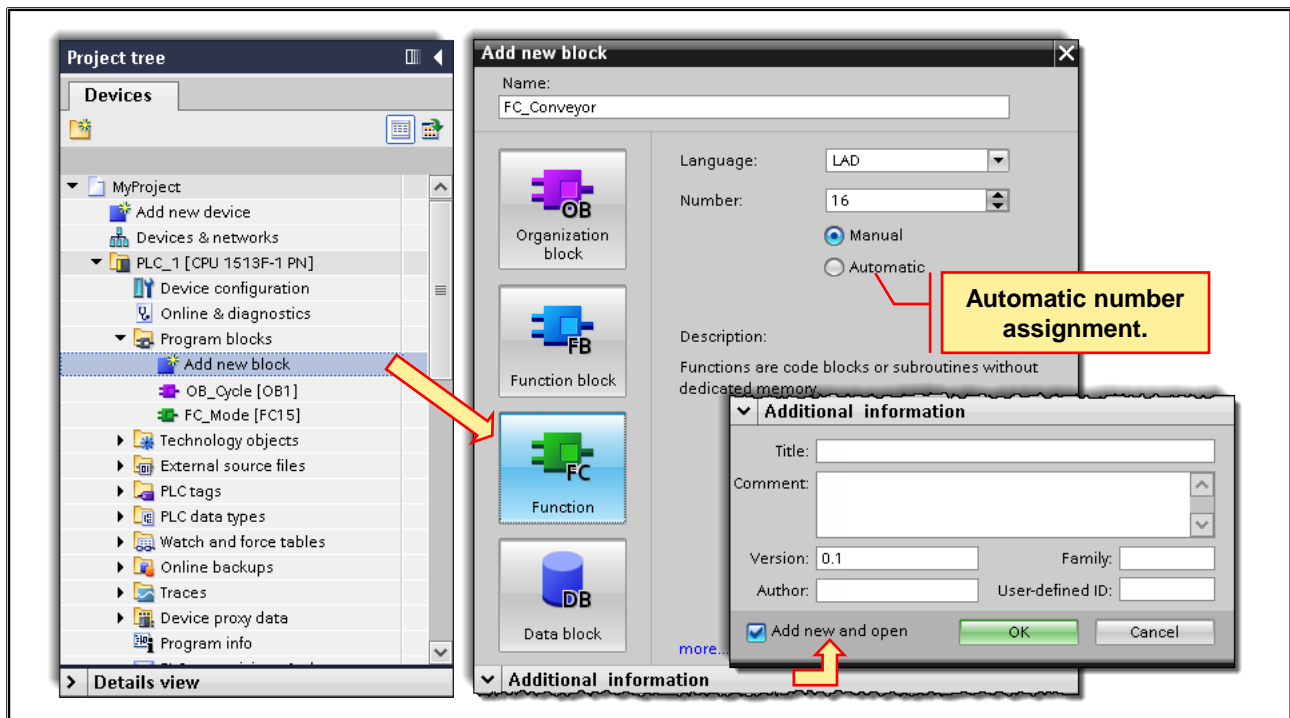 Project tree
Devices
MyProject
Add new device
Devices & networks
PLC_1 [CPU 1513F-1 PN]
Device configuration
Online & diagnostics
Program blocks
Add new block
OB_Cycle [OB1]
FC_Mode [FC15]
Technology objects
External source files
PLC tags
PLC data types
Watch and force tables
Online backups
Traces
Device proxy data
Program info
Details view
Add new block
Name:
FC_Conveyor
OB
Organization
block
FB
Function block
FC
Function
DB
Data block
Language:
LAD
Number:
16
Manual
Automatic
Automatic number
assignment.
Description:
Functions are code blocks or subroutines without
dedicated memory.
more...
Additional information
Additional information
Title:
Comment:
Version:
0.1
Family:
Author:
User-defined ID:
Add new and open
OK
Cancel